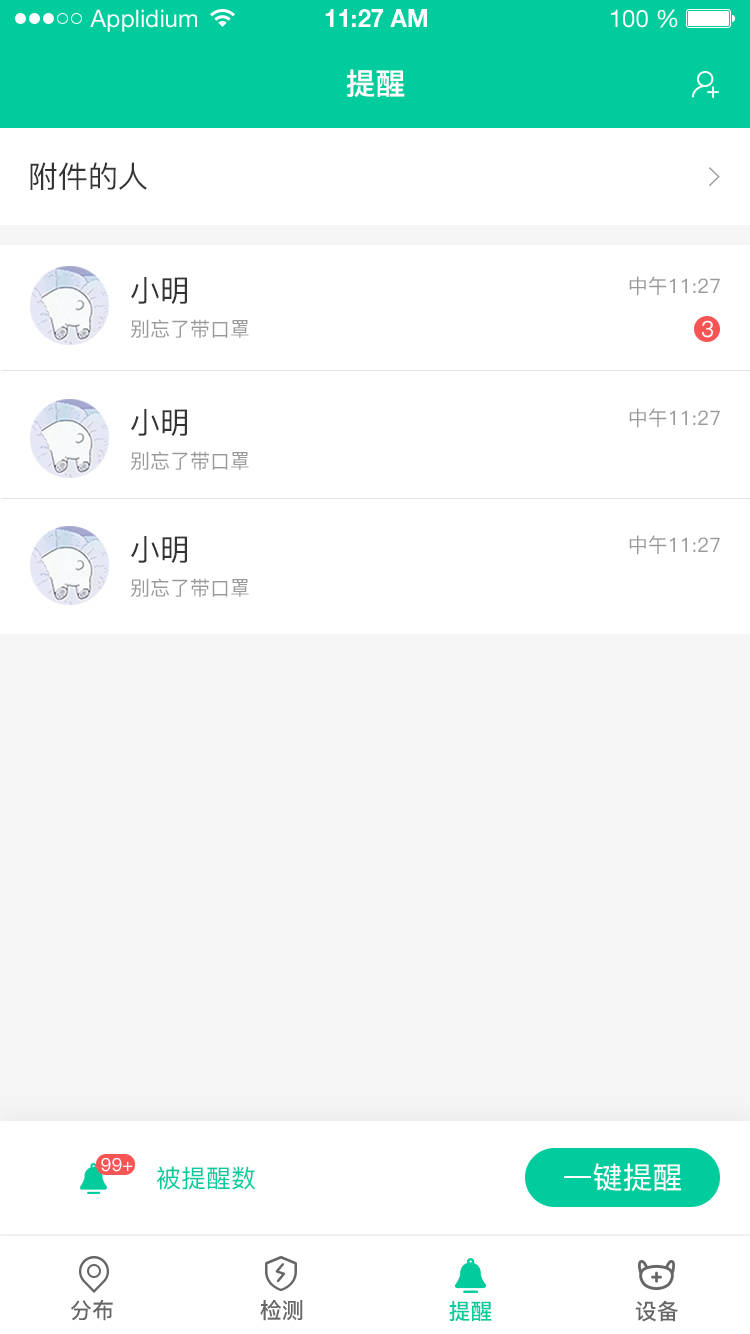 Applidium 11:27 AM 100 %
提醒
附件的人
小明 中午11:27
别忘了带口罩 3
小明 中午11:27
别忘了带口罩
小明 中午11:27
别忘了带口罩
99+ 被提醒数 一键提醒
分布 检测 提醒 设备